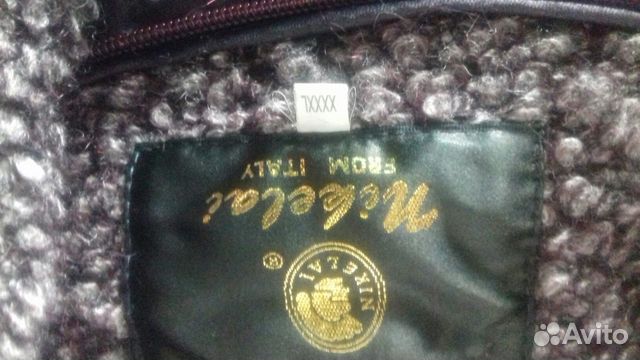 XXXXL
Nikelai
FROM ITALY
NIKELAI
®
Avito